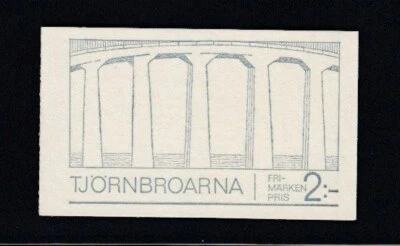 TJÖRNBROARNA
FRI-
MÄRKEN
PRIS
2:-